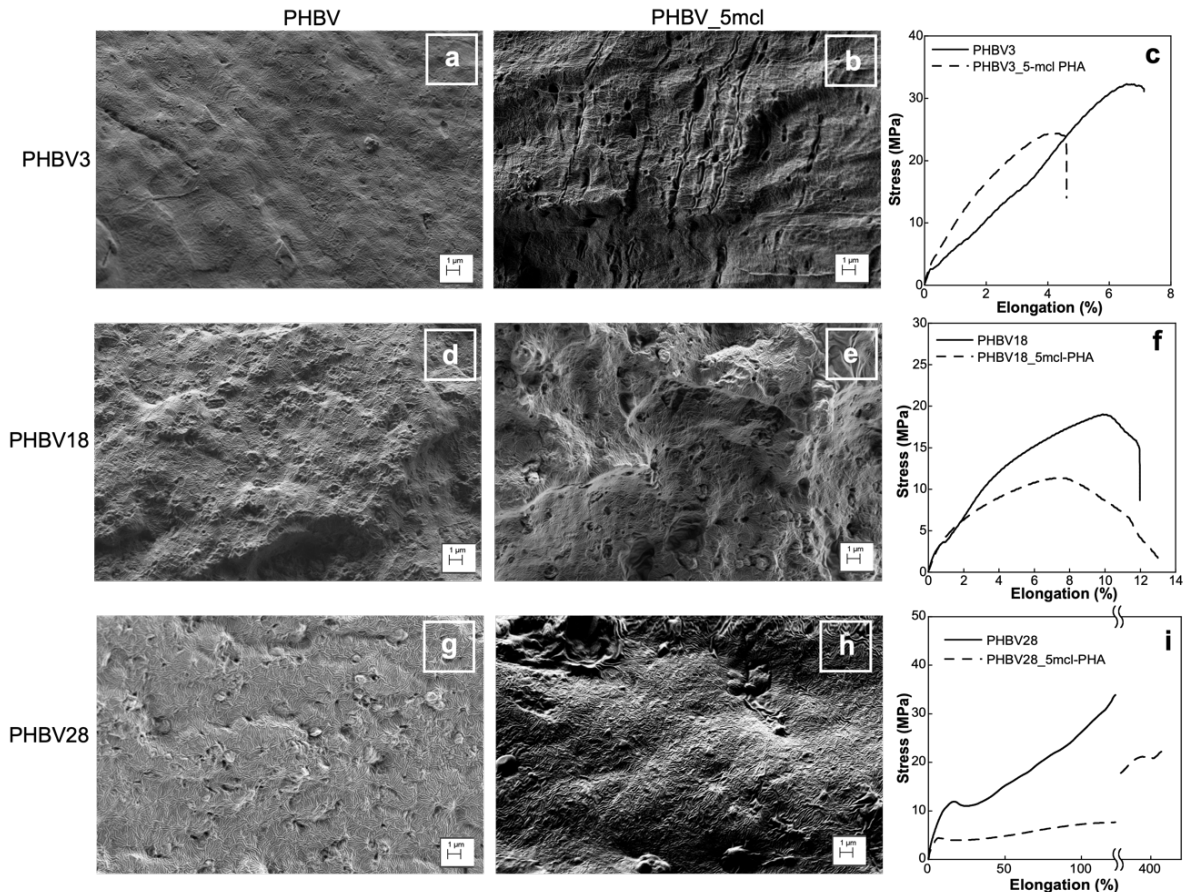 PHBV
PHBV_5mcl
PHBV3
a
1 µm
b
1 µm
c
PHBV3
PHBV3_5-mcl PHA
Stress (MPa)
40
30
20
10
0
0 2 4 6 8
Elongation (%)
PHBV18
d
1 µm
e
1 µm
f
PHBV18
PHBV18_5mcl-PHA
Stress (MPa)
30
25
20
15
10
5
0
0 2 4 6 8 10 12 14
Elongation (%)
PHBV28
g
1 µm
h
1 µm
i
PHBV28
PHBV28_5mcl-PHA
Stress (MPa)
50
40
30
20
10
0
0 50 100 400
Elongation (%)